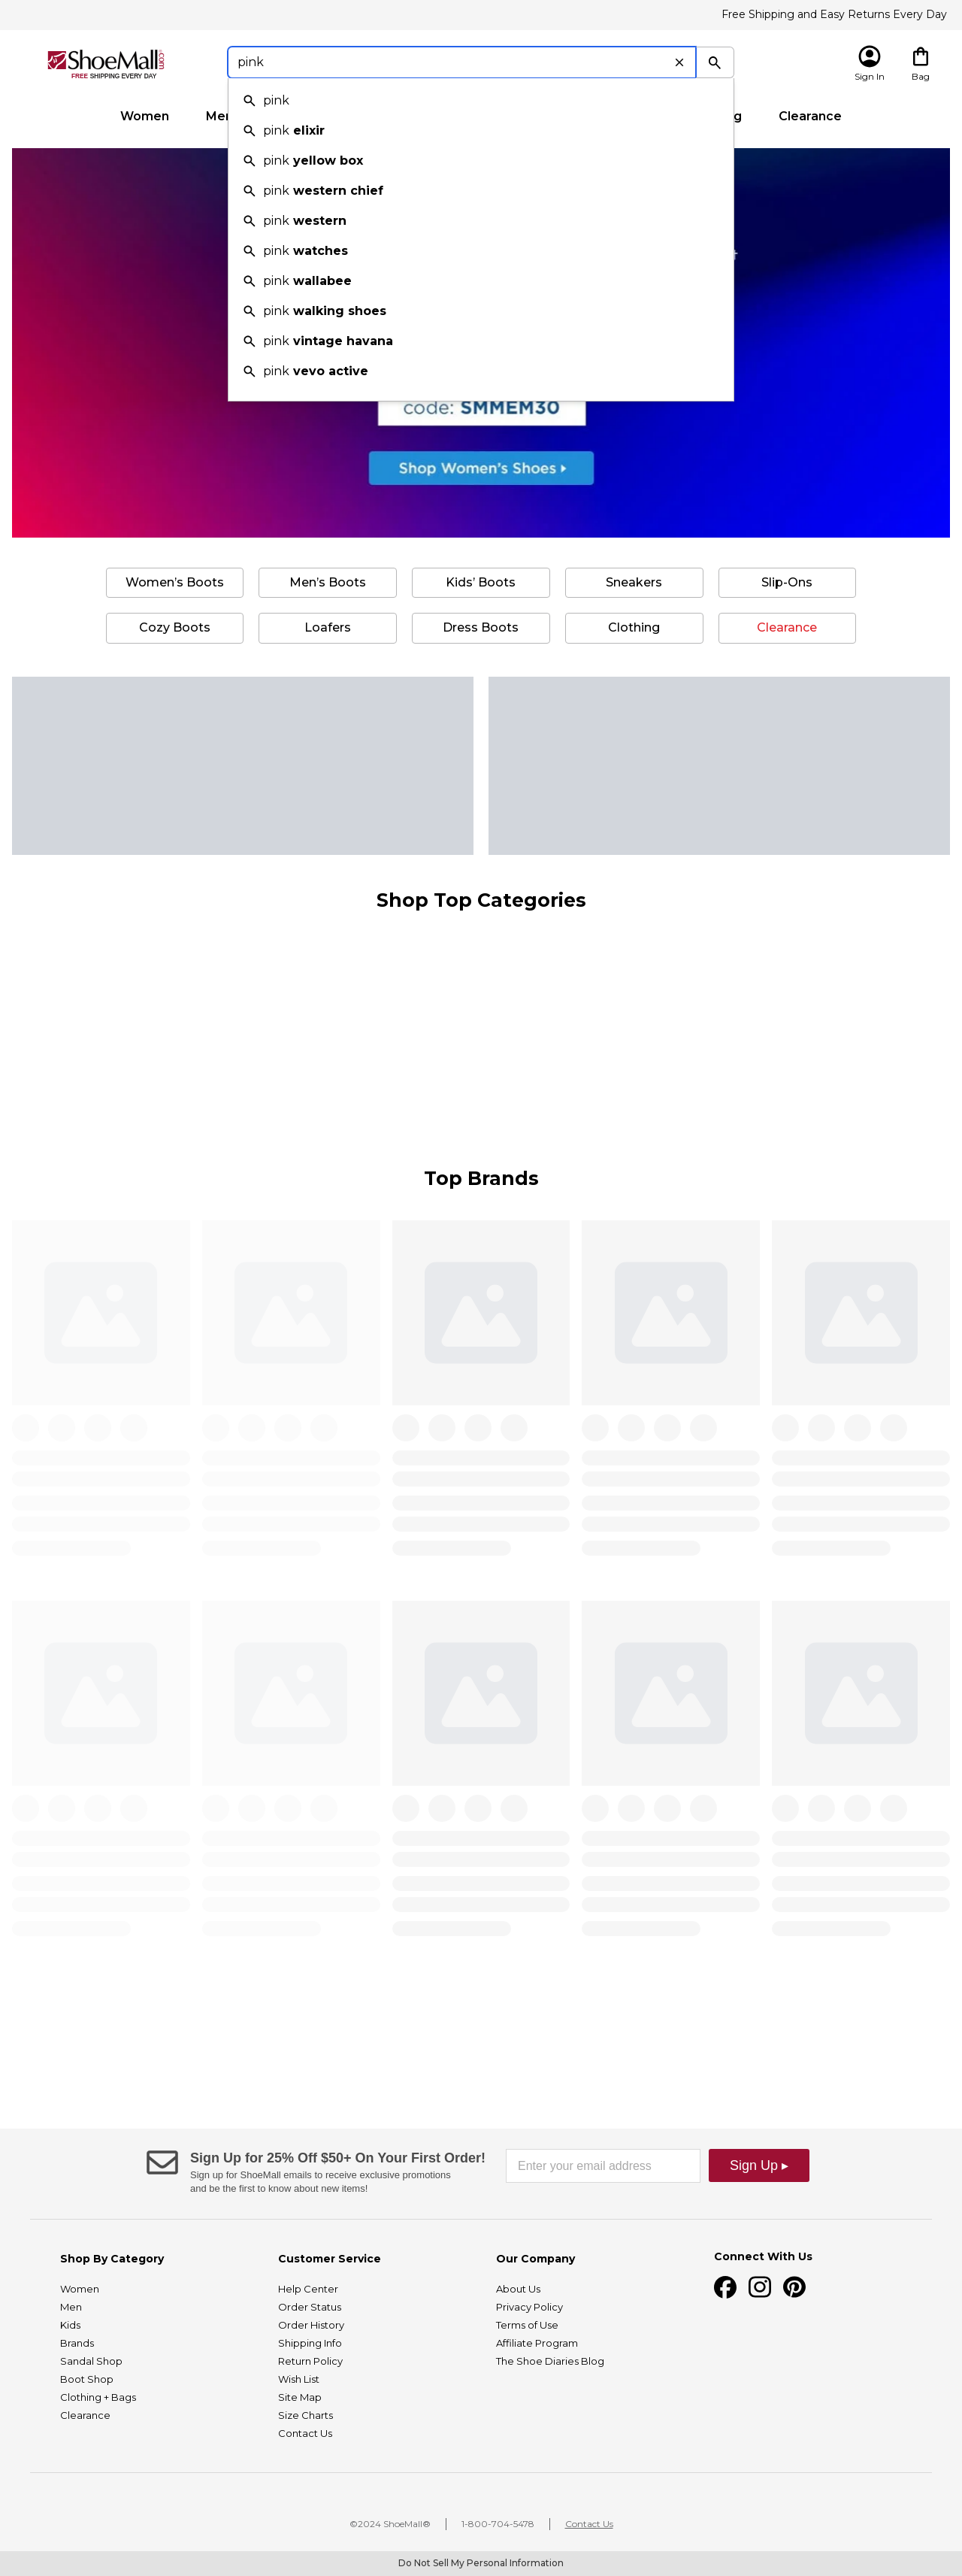 Free Shipping and Easy Returns Every Day
ShoeMall.com
FREE SHIPPING EVERY DAY
pink
Sign In
Bag
Women
Clearance
pink
pink elixir
pink yellow box
pink western chief
pink western
pink watches
pink wallabee
pink walking shoes
pink vintage havana
pink vevo active
code: SMMEM30
Shop Women's Shoes
Women's Boots
Men's Boots
Kids' Boots
Sneakers
Slip-Ons
Cozy Boots
Loafers
Dress Boots
Clothing
Clearance
Shop Top Categories
Top Brands
Sign Up for 25% Off $50+ On Your First Order!
Sign up for ShoeMall emails to receive exclusive promotions
and be the first to know about new items!
Enter your email address
Sign Up ▸
Shop By Category
Women
Men
Kids
Brands
Sandal Shop
Boot Shop
Clothing + Bags
Clearance
Customer Service
Help Center
Order Status
Order History
Shipping Info
Return Policy
Wish List
Site Map
Size Charts
Contact Us
Our Company
About Us
Privacy Policy
Terms of Use
Affiliate Program
The Shoe Diaries Blog
Connect With Us
©2024 ShoeMall®
1-800-704-5478
Contact Us
Do Not Sell My Personal Information